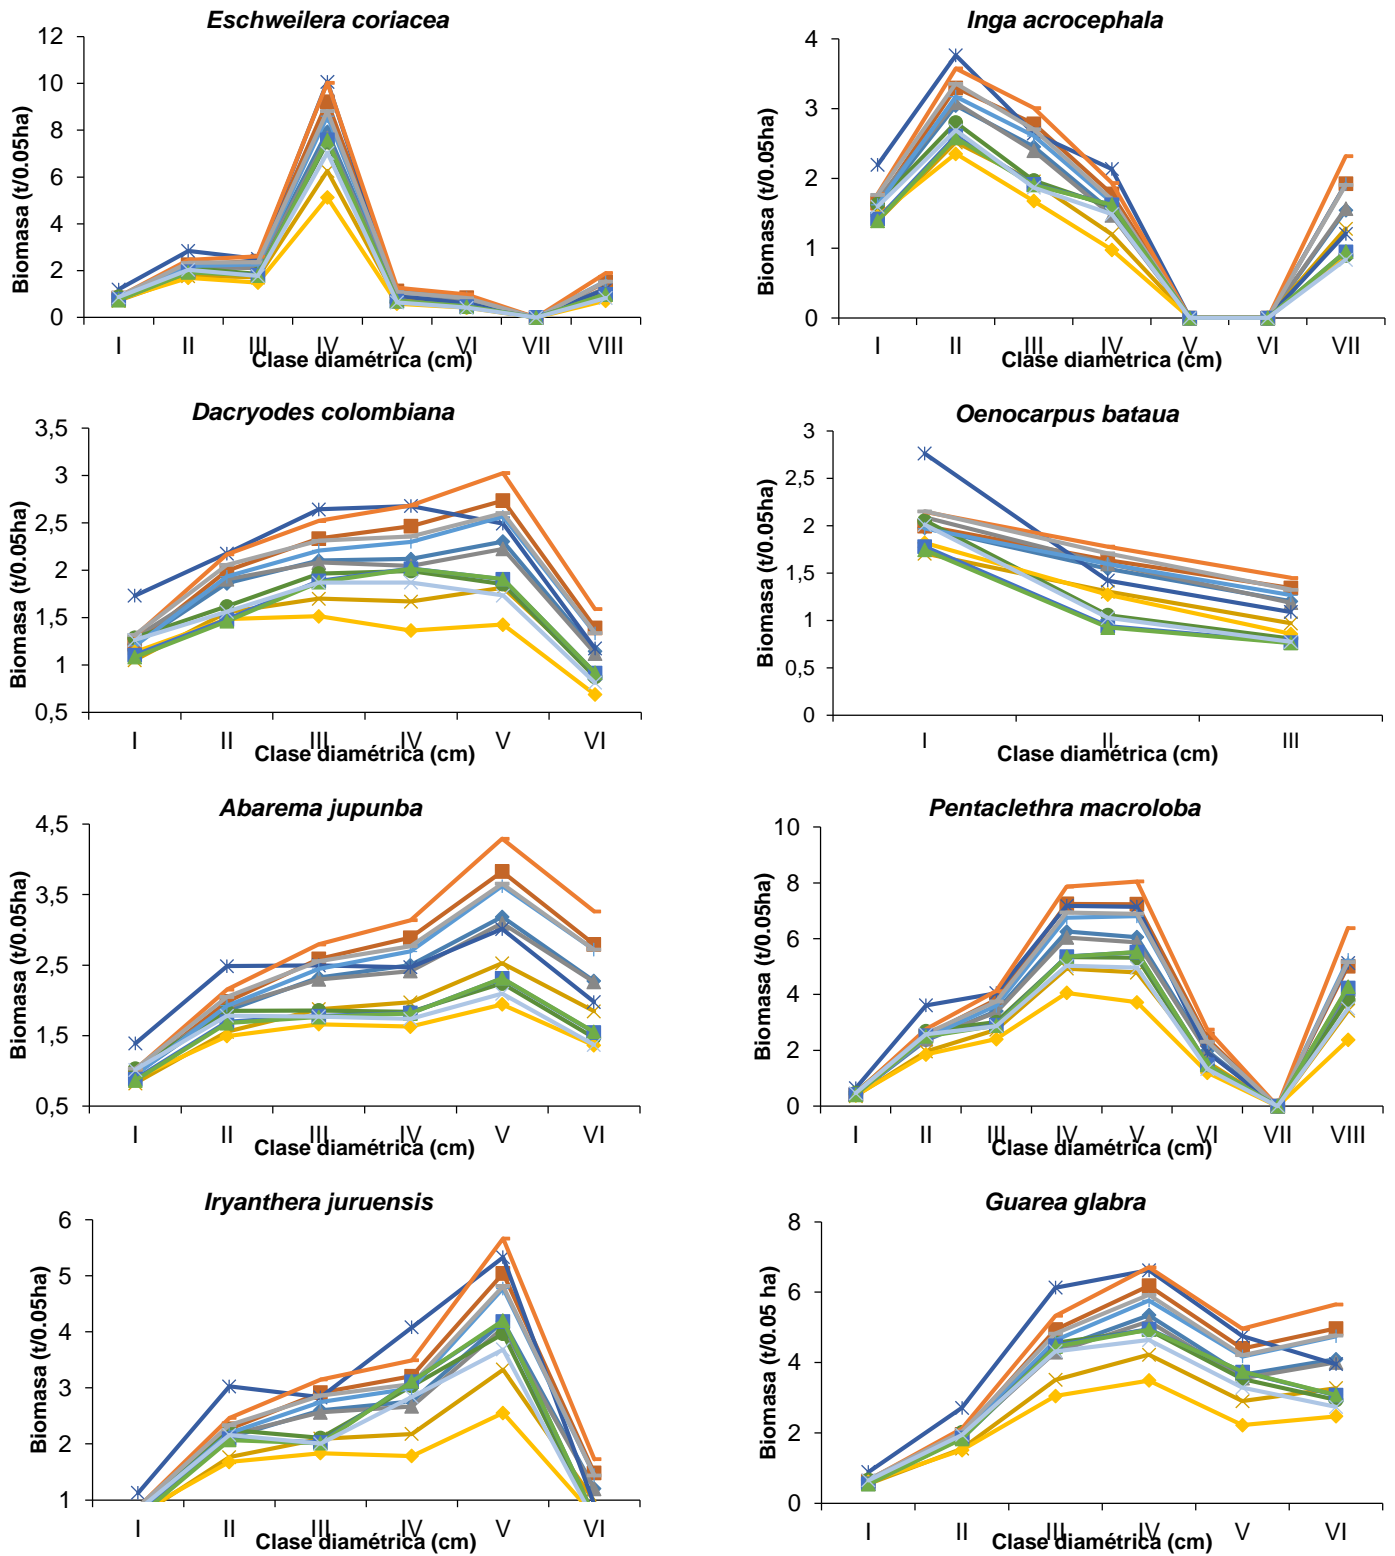 Eschweilera coriacea
Biomasa (t/0.05ha)
12
10
8
6
4
2
0
I II III IV V VI VII VIII
Clase diamétrica (cm)
Inga acrocephala
Biomasa (t/0.05ha)
4
3
2
1
0
I II III IV V VI VII
Clase diamétrica (cm)
Dacryodes colombiana
Biomasa (t/0.05ha)
3,5
3
2,5
2
1,5
1
0,5
I II III IV V VI
Clase diamétrica (cm)
Oenocarpus bataua
Biomasa (t/0.05ha)
3
2,5
2
1,5
1
0,5
0
I II III
Clase diamétrica (cm)
Abarema jupunba
Biomasa (t/0.05ha)
4,5
3,5
2,5
1,5
0,5
I II III IV V VI
Clase diamétrica (cm)
Pentaclethra macroloba
Biomasa (t/0.05ha)
10
8
6
4
2
0
I II III IV V VI VII VIII
Clase diamétrica (cm)
Iryanthera juruensis
Biomasa (t/0.05ha)
6
5
4
3
2
1
I II III IV V VI
Clase diamétrica (cm)
Guarea glabra
Biomasa (t/0.05 ha)
8
6
4
2
0
I II III IV V VI
Clase diamétrica (cm)